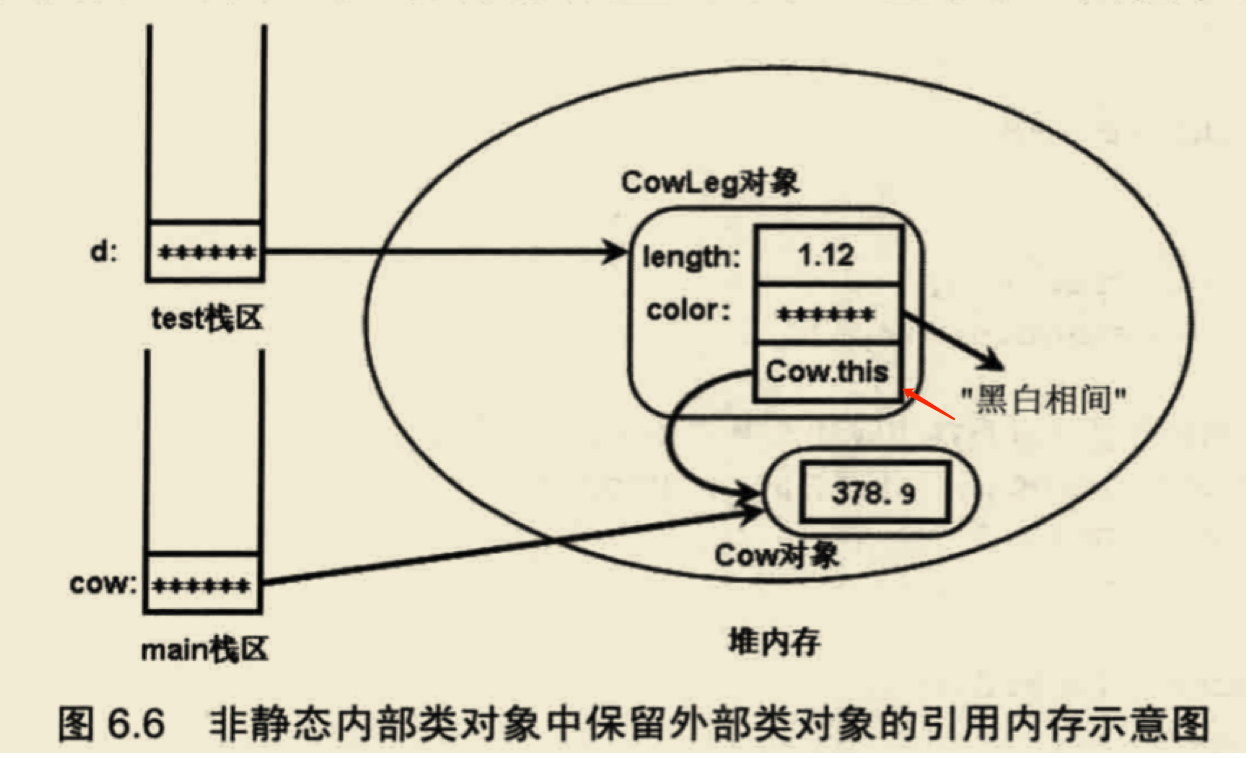 CowLeg对象
d: ******
length: 1.12
test栈区
color: ******
Cow.this
"黑白相间"
378.9
Cow对象
cow: ******
main栈区
堆内存
图 6.6 非静态内部类对象中保留外部类对象的引用内存示意图